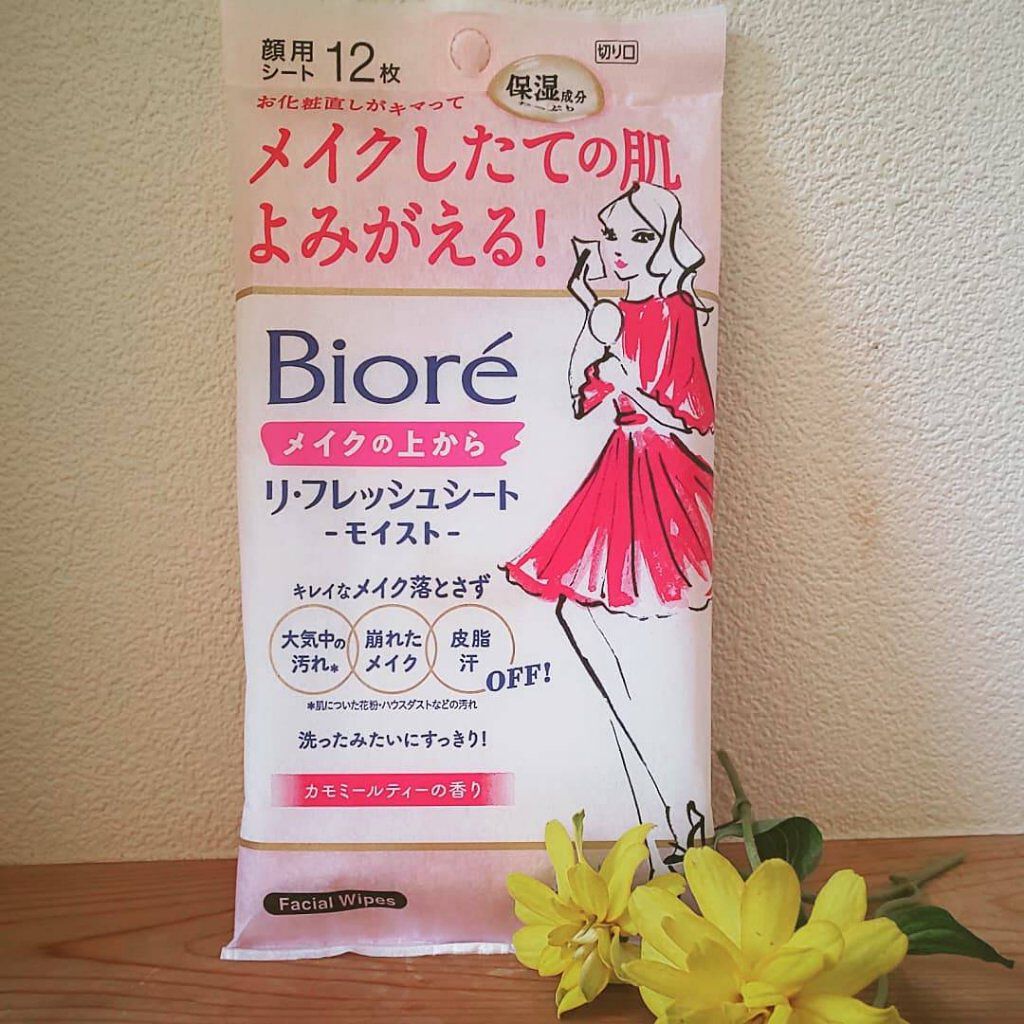 顔用
シート 12枚
切り口
保湿成分
お化粧直しがキマって
メイクしたての肌
よみがえる!
Bioré
メイクの上から
リ・フレッシュシート
-モイスト-
キレイなメイク落とさず
大気中の
汚れ*
崩れた
メイク
皮脂
汗
OFF!
*肌についた花粉・ハウスダストなどの汚れ
洗ったみたいにすっきり!
カモミールティーの香り
Facial Wipes